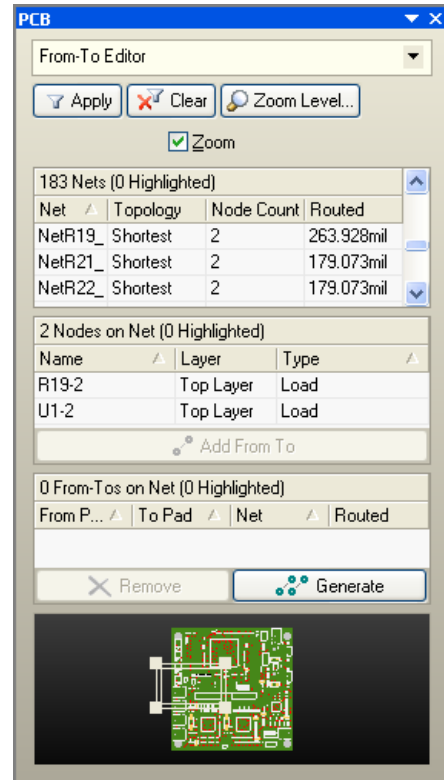 PCB
From-To Editor
Apply Clear Zoom Level...
Zoom
183 Nets (0 Highlighted)
Net Topology Node Count Routed
NetR19_ Shortest 2 263.928mil
NetR21_ Shortest 2 179.073mil
NetR22_ Shortest 2 179.073mil
2 Nodes on Net (0 Highlighted)
Name Layer Type
R19-2 Top Layer Load
U1-2 Top Layer Load
Add From To
0 From-Tos on Net (0 Highlighted)
From P... To Pad Net Routed
Remove Generate